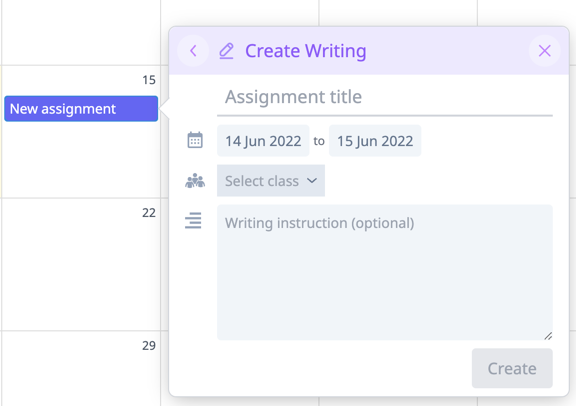 Create Writing
15
New assignment
Assignment title
14 Jun 2022 to 15 Jun 2022
Select class
22
Writing instruction (optional)
29
Create